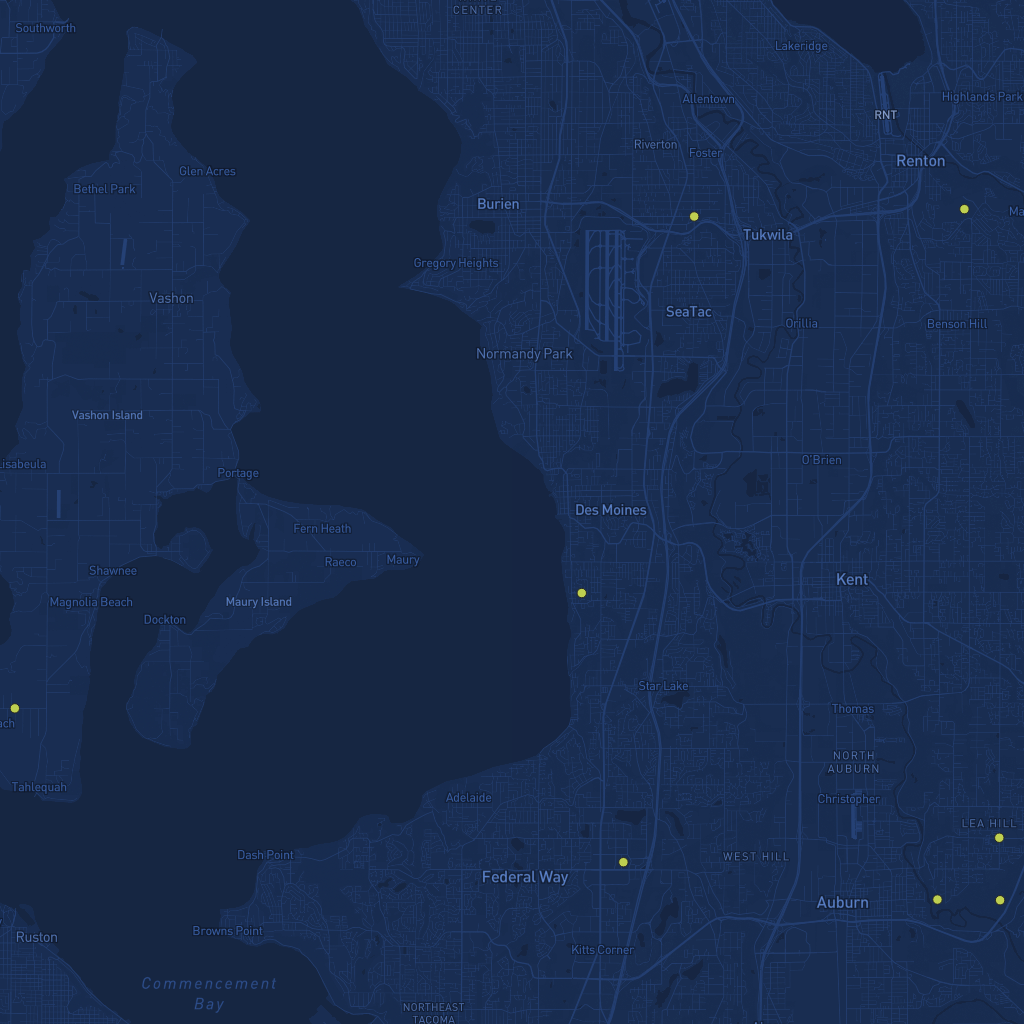 CENTER
Southworth
Lakeridge
Highlands Park
Allentown
RNT
Riverton
Foster
Renton
Glen Acres
Bethel Park
Burien
Ma
Tukwila
Gregory Heights
Vashon
SeaTac
Orillia
Benson Hill
Normandy Park
Vashon Island
isabeula
O'Brien
Portage
Des Moines
Fern Heath
Raeco
Maury
Shawnee
Kent
Magnolia Beach
Maury Island
Dockton
Star Lake
Thomas
ach
NORTH
AUBURN
Tahlequah
Adelaide
Christopher
LEA HILL
Dash Point
WEST HILL
Federal Way
Auburn
Browns Point
Ruston
Kitts Corner
Commencement
Bay
NORTHEAST
TACOMA